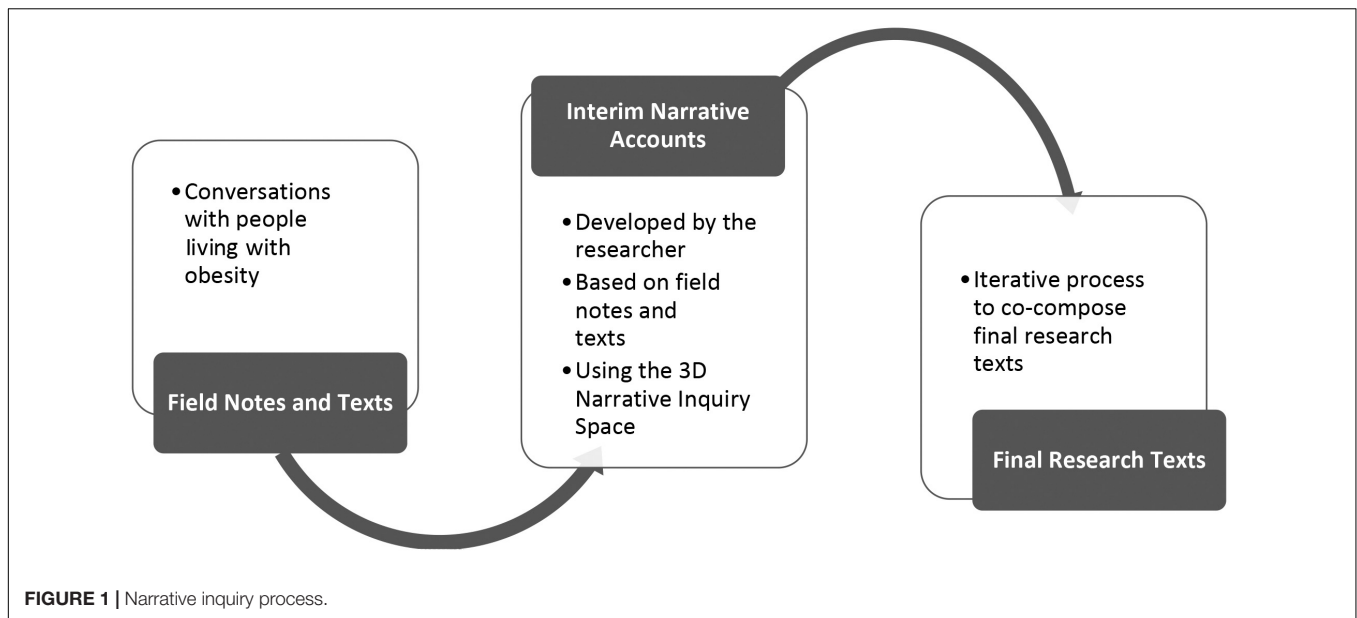 • Conversations
with people
living with
obesity
Field Notes and Texts
Interim Narrative
Accounts
• Developed by the
researcher
• Based on field
notes and
texts
• Using the 3D
Narrative Inquiry
Space
• Iterative process
to co-compose
final research
texts
Final Research Texts
FIGURE 1 | Narrative inquiry process.